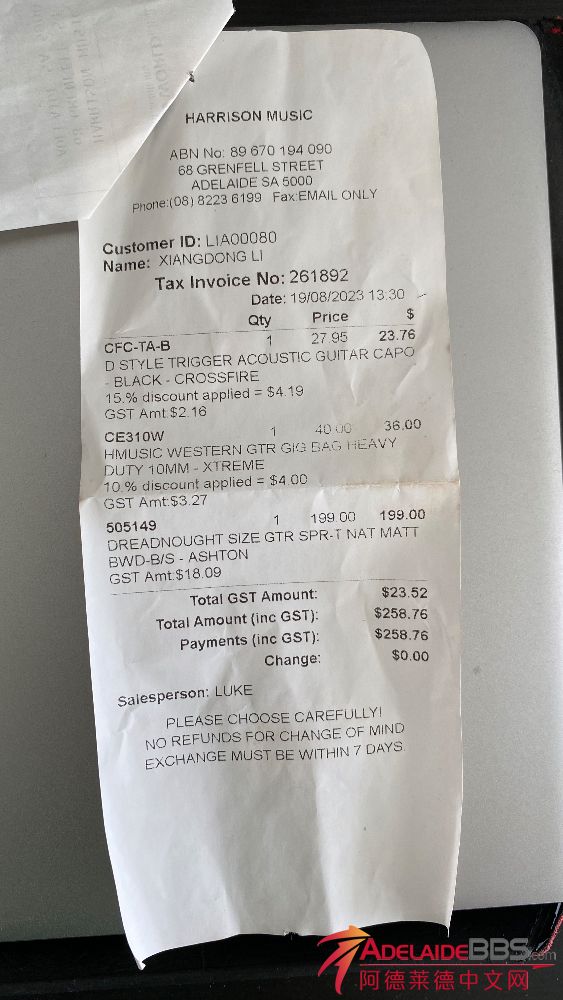 HARRISON MUSIC
ABN No: 89 670 194 090
68 GRENFELL STREET
ADELAIDE SA 5000
Phone:(08) 8223 6199 Fax:EMAIL ONLY
Customer ID: LIA00080
Name: XIANGDONG LI
Tax Invoice No: 261892
Date: 19/08/2023 13:30
Qty Price $
CFC-TA-B 1 27.95 23.76
D STYLE TRIGGER ACOUSTIC GUITAR CAPO
- BLACK - CROSSFIRE
15.% discount applied = $4.19
GST Amt:$2.16
CE310W 1 40.00 36.00
HMUSIC WESTERN GTR GIG BAG HEAVY
DUTY 10MM - XTREME
10.% discount applied = $4.00
GST Amt:$3.27
505149 1 199.00 199.00
DREADNOUGHT SIZE GTR SPR-T NAT MATT
BWD-B/S - ASHTON
GST Amt:$18.09
Total GST Amount: $23.52
Total Amount (inc GST): $258.76
Payments (inc GST): $258.76
Change: $0.00
Salesperson: LUKE
PLEASE CHOOSE CAREFULLY!
NO REFUNDS FOR CHANGE OF MIND
EXCHANGE MUST BE WITHIN 7 DAYS.
ADELAIDEBBS.com
阿德莱德中文网